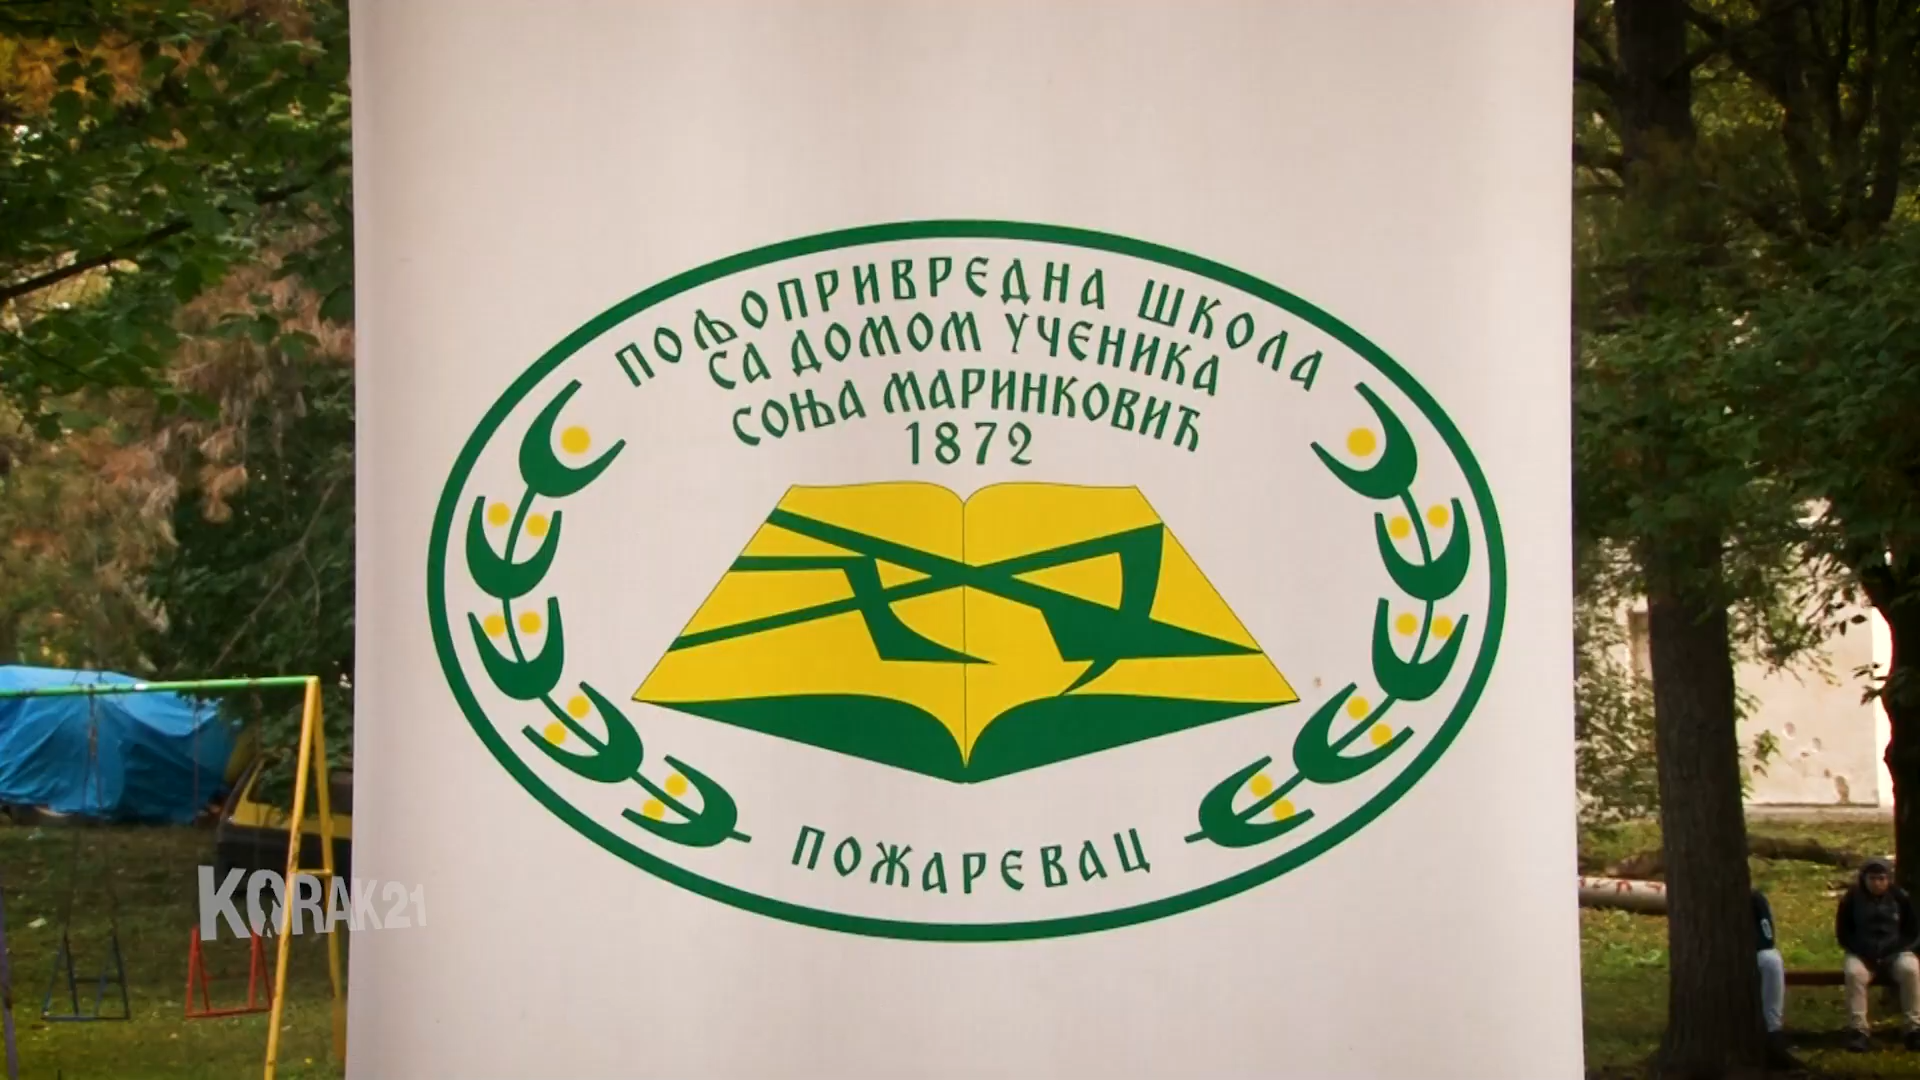 ПОЉОПРИВРЕДНА ШКОЛА
СА ДОМОМ УЧЕНИКА
СОЊА МАРИНКОВИЋ
1872
ПОЖАРЕВАЦ
KORAK21